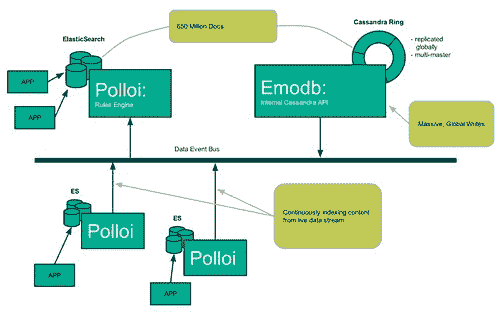 650 Million Docs
Cassandra Ring
- replicated
globally
- multi-master
ElasticSearch
APP
APP
Polloi:
Rules Engine
Emodb:
Internal Cassandra API
Massive, Global Writes
Data Event Bus
ES
Polloi
APP
ES
Polloi
APP
Continuously indexing content
from live data stream